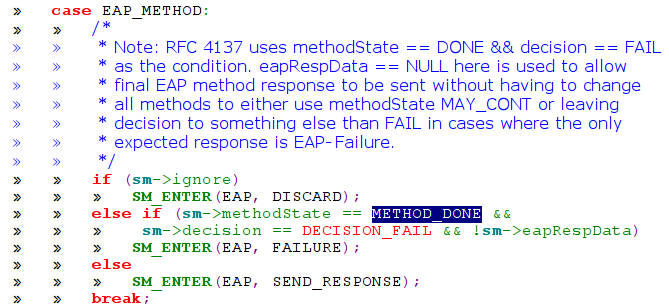 » case EAP_METHOD:
» » /*
» » * Note: RFC 4137 uses methodState == DONE && decision == FAIL
» » * as the condition. eapRespData == NULL here is used to allow
» » * final EAP method response to be sent without having to change
» » * all methods to either use methodState MAY_CONT or leaving
» » * decision to something else than FAIL in cases where the only
» » * expected response is EAP-Failure.
» » */
» » if (sm->ignore)
» » » SM_ENTER(EAP, DISCARD);
» » else if (sm->methodState == METHOD_DONE &&
» » » sm->decision == DECISION_FAIL && !sm->eapRespData)
» » » SM_ENTER(EAP, FAILURE);
» » else
» » » SM_ENTER(EAP, SEND_RESPONSE);
» » break;